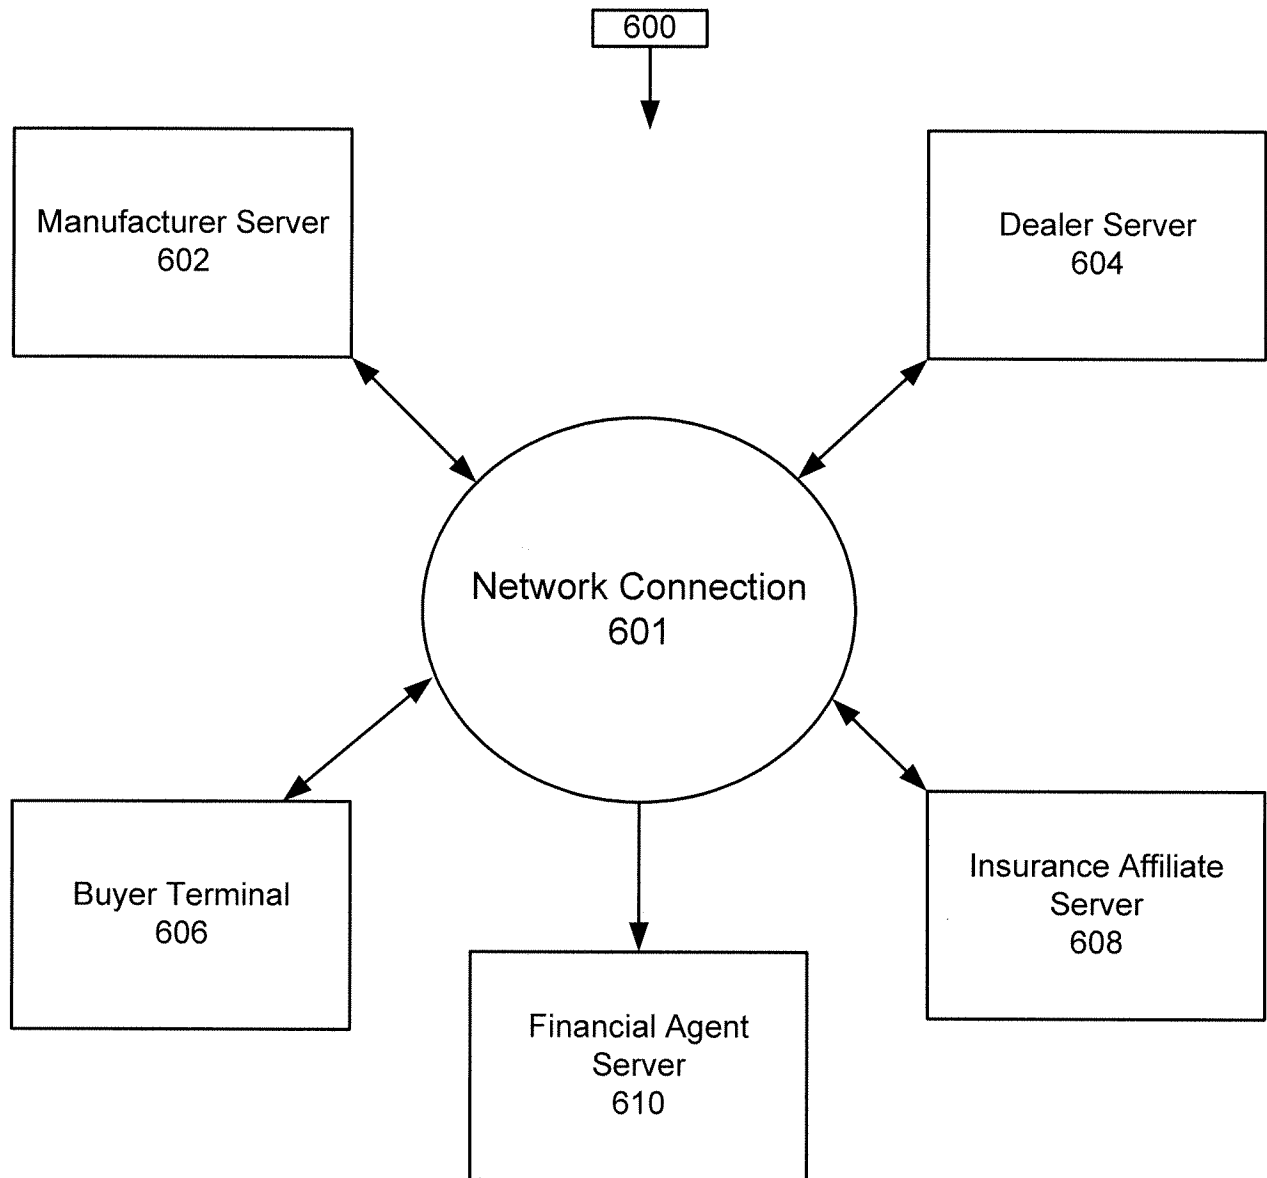 600
Manufacturer Server
602
Dealer Server
604
Network Connection
601
Buyer Terminal
606
Insurance Affiliate
Server
608
Financial Agent
Server
610